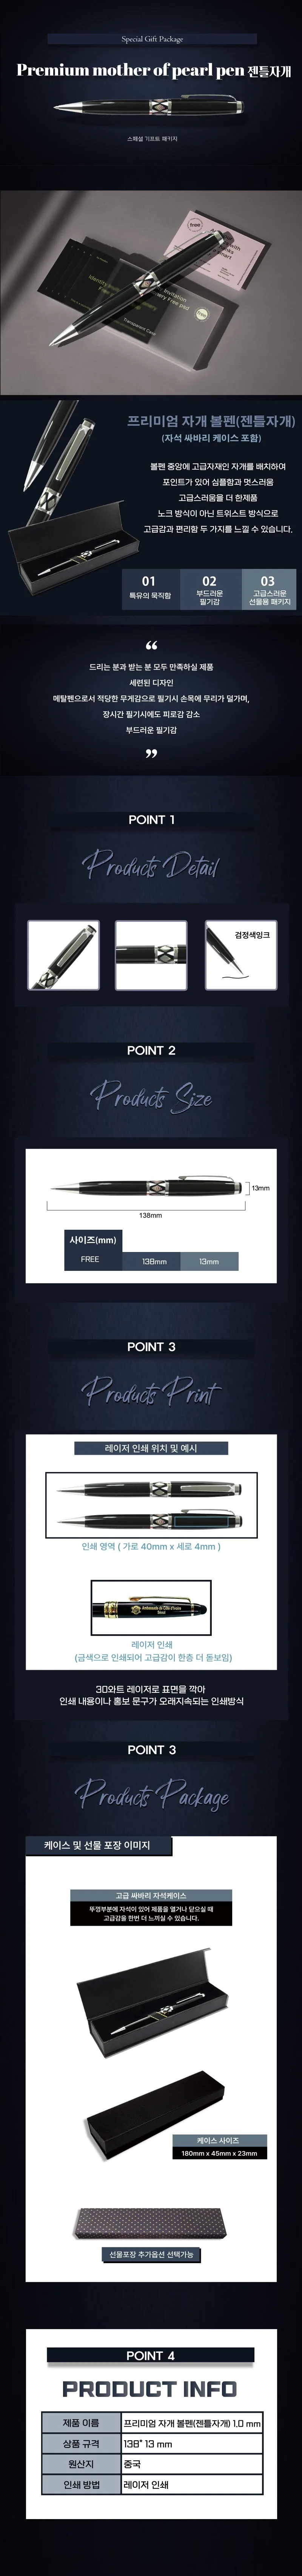 Special Gift Package
Premium mother of pearl pen 젠틀자개
스페셜 기프트 패키지
Transparent Card
프리미엄 자개 볼펜(젠틀자개)
(자석 싸바리 케이스 포함)
볼펜 중앙에 고급자재인 자개를 배치하여
포인트가 있어 심플함과 멋스러움
고급스러움을 더 한제품
노크 방식이 아닌 트위스트 방식으로
고급감과 편리함 두 가지를 느낄 수 있습니다.
01 02 03
특유의 묵직함 부드러운 필기감 고급스러운 선물용 패키지
“
드리는 분과 받는 분 모두 만족하실 제품
세련된 디자인
메탈펜으로서 적당한 무게감으로 필기시 손목에 무리가 덜가며,
장시간 필기시에도 피로감 감소
부드러운 필기감
”
POINT 1
Products Detail
검정색잉크
POINT 2
Products Size
13mm
138mm
사이즈(mm)
FREE 138mm 13mm
POINT 3
Products Print
레이저 인쇄 위치 및 예시
인쇄 영역 ( 가로 40mm x 세로 4mm )
레이저 인쇄
(금색으로 인쇄되어 고급감이 한층 더 돋보임)
30와트 레이저로 표면을 깍아
인쇄 내용이나 홍보 문구가 오래지속되는 인쇄방식
POINT 3
Products Package
케이스 및 선물 포장 이미지
고급 싸바리 자석케이스
뚜껑부분에 자석이 있어 제품을 열거나 닫으실 때
고급감을 한번 더 느끼실 수 있습니다.
케이스 사이즈
180mm x 45mm x 23mm
선물포장 추가옵션 선택가능
POINT 4
PRODUCT INFO
제품 이름 프리미엄 자개 볼펜(젠틀자개) 1.0 mm
상품 규격 138* 13 mm
원산지 중국
인쇄 방법 레이저 인쇄